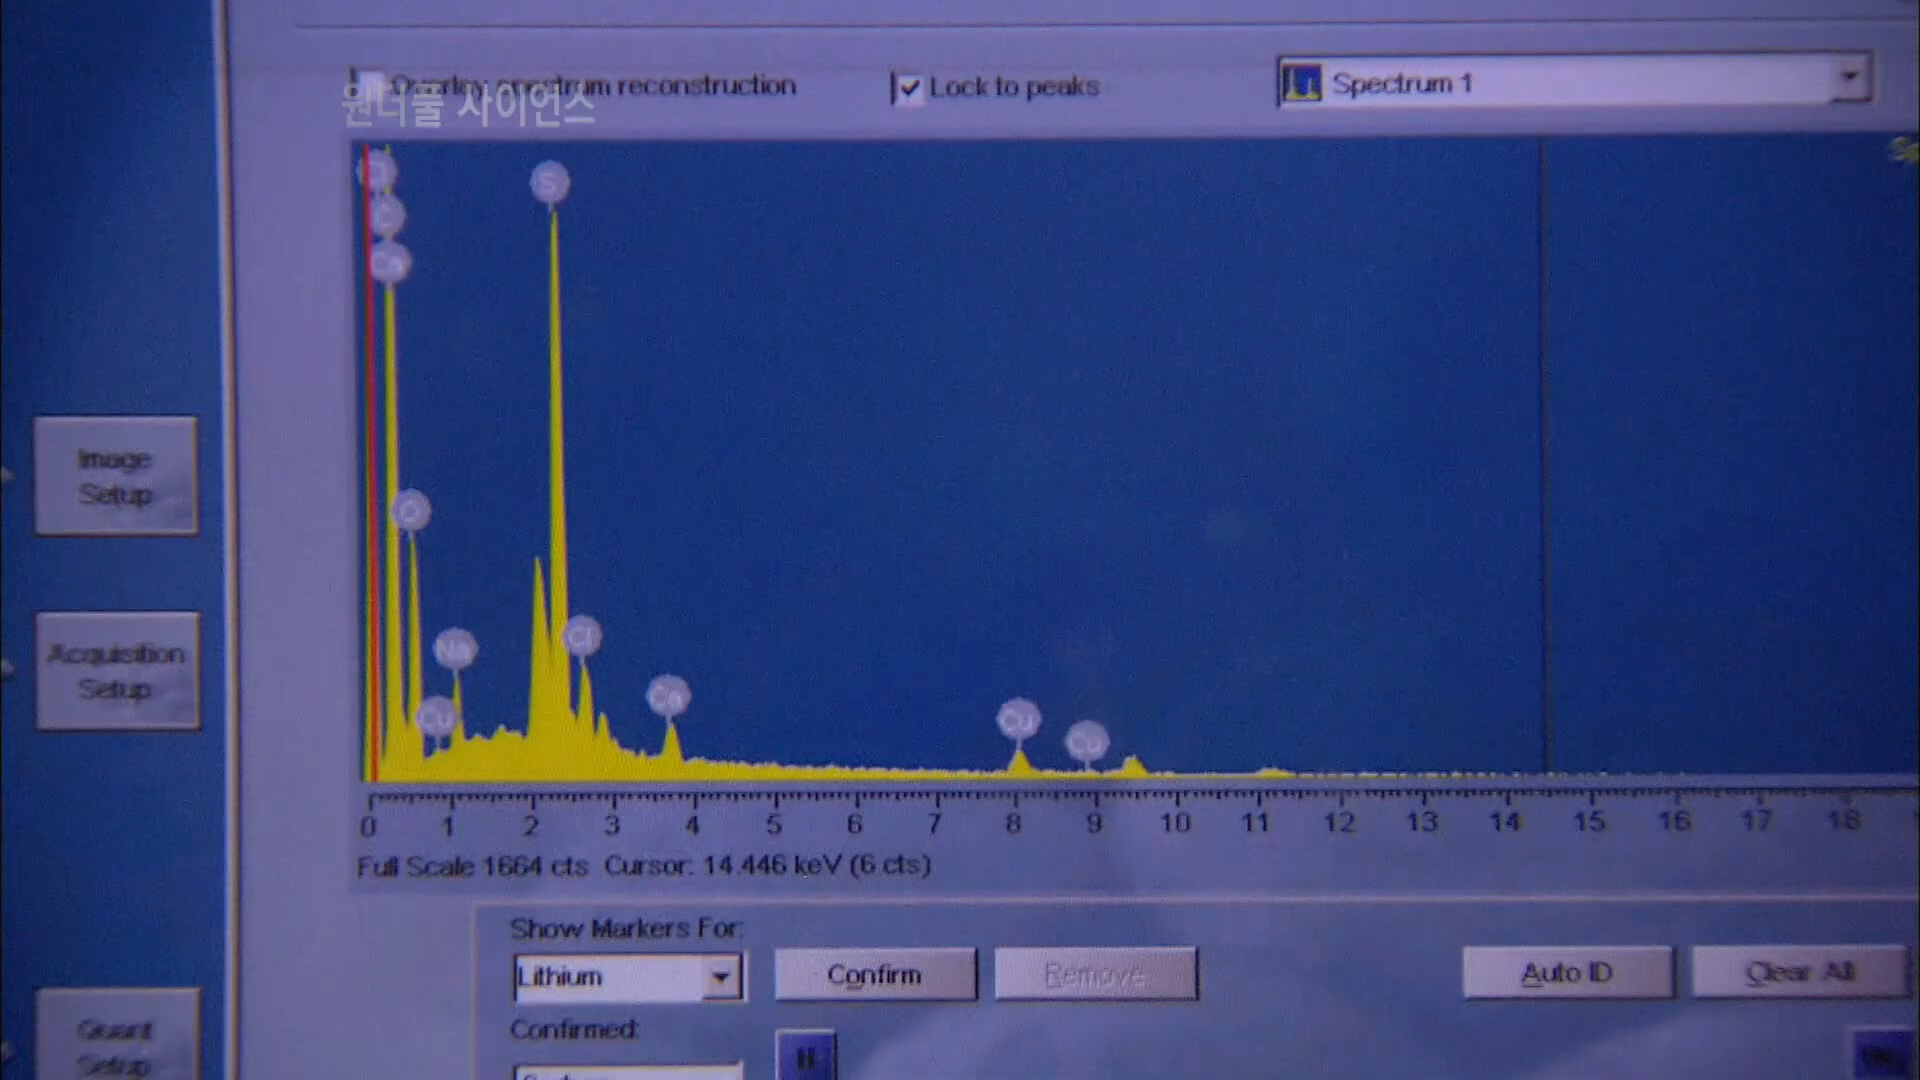 Overlay spectrum reconstruction
Lock to peaks
Spectrum 1
원더풀 사이언스
Cl
C
Ca
S
O
Na
Cu
Cl
Ca
Cu
Cu
0 1 2 3 4 5 6 7 8 9 10 11 12 13 14 15 16 17 18
Full Scale 1664 cts Cursor: 14.446 keV (6 cts)
Image
Setup
Acquisition
Setup
Quant
Setup
Show Markers For:
Lithium
Confirm
Remove
Auto ID
Clear All
Confirmed: